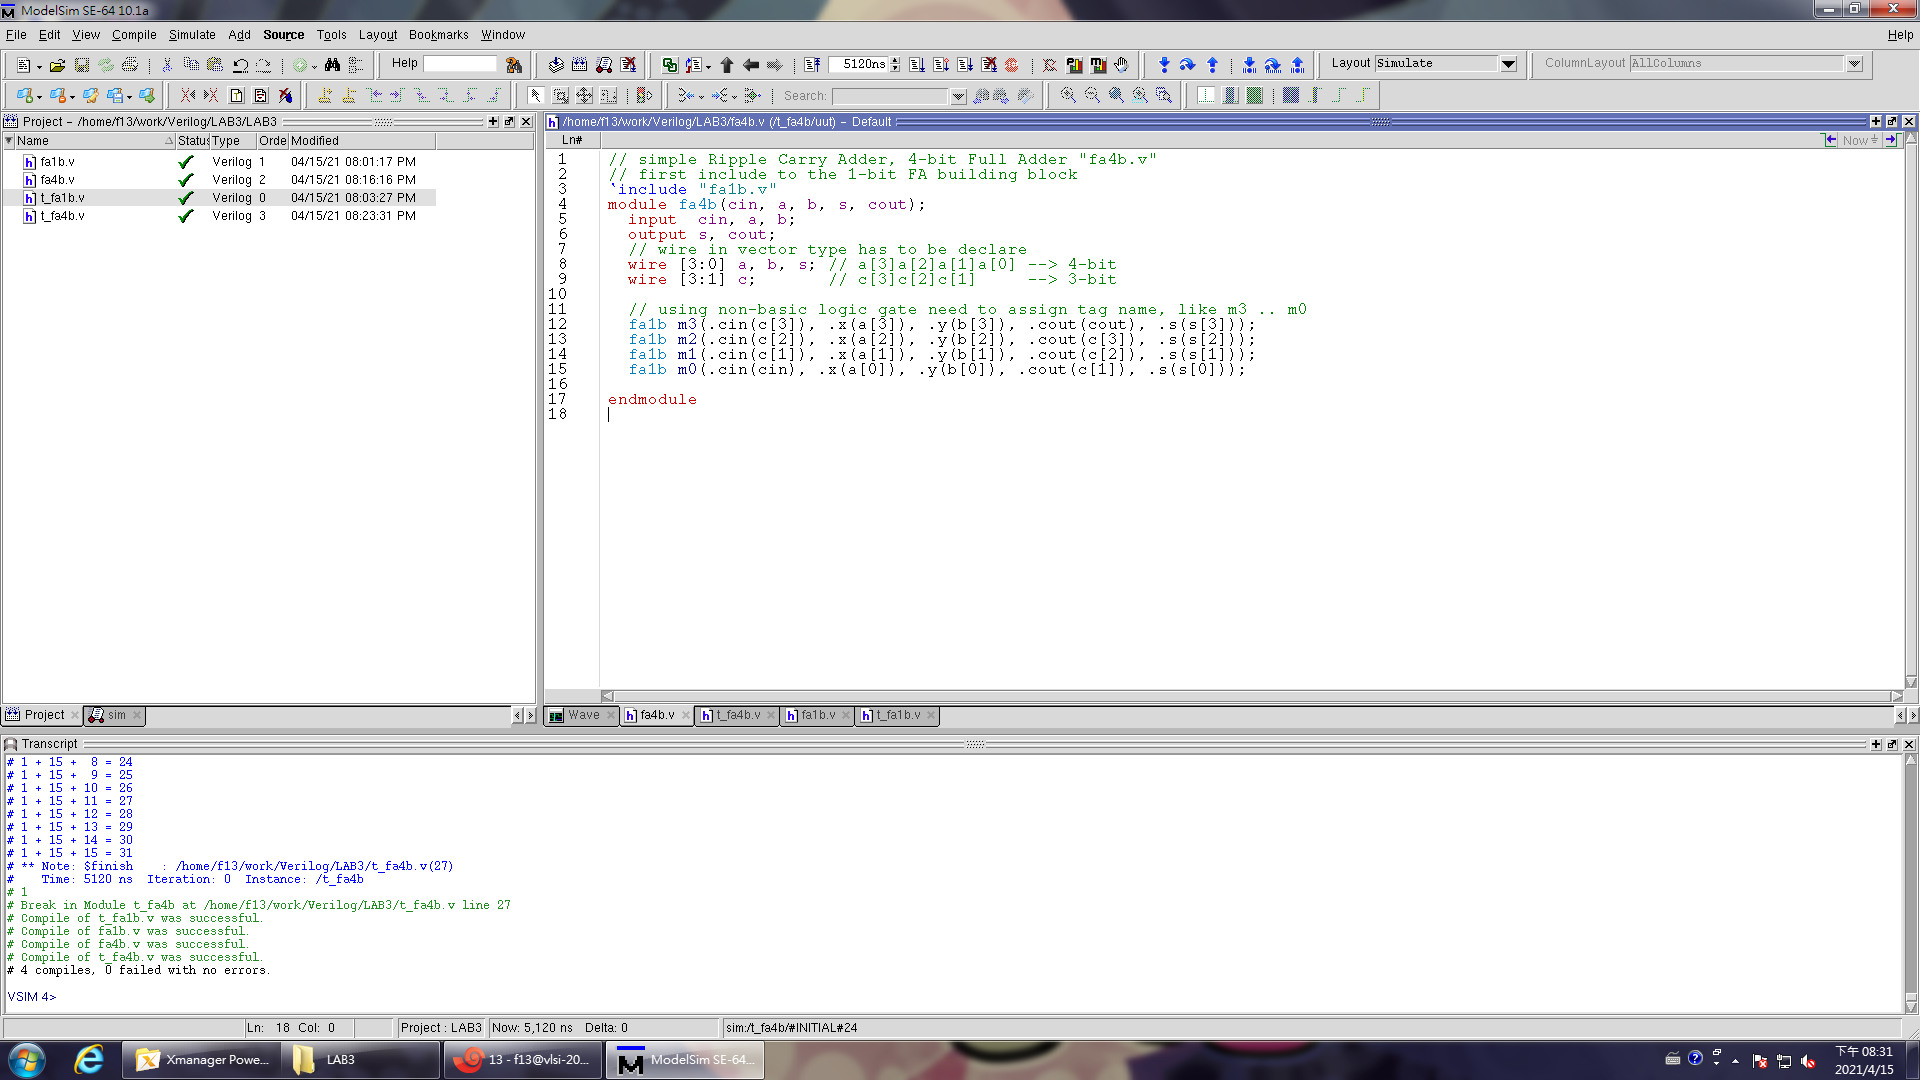 ModelSim SE-64 10.1a
File Edit View Compile Simulate Add Source Tools Layout Bookmarks Window Help
Help 5120ns Layout Simulate ColumnLayout AllColumns
Search:
Project - /home/f13/work/Verilog/LAB3/LAB3
Name Status Type Orde Modified
fa1b.v Verilog 1 04/15/21 08:01:17 PM
fa4b.v Verilog 2 04/15/21 08:16:16 PM
t_fa1b.v Verilog 0 04/15/21 08:03:27 PM
t_fa4b.v Verilog 3 04/15/21 08:23:31 PM
Project sim
/home/f13/work/Verilog/LAB3/fa4b.v (/t_fa4b/uut) - Default
Ln# Now
1 // simple Ripple Carry Adder, 4-bit Full Adder "fa4b.v"
2 // first include to the 1-bit FA building block
3 `include "fa1b.v"
4 module fa4b(cin, a, b, s, cout);
5 input cin, a, b;
6 output s, cout;
7 // wire in vector type has to be declare
8 wire [3:0] a, b, s; // a[3]a[2]a[1]a[0] --> 4-bit
9 wire [3:1] c; // c[3]c[2]c[1] --> 3-bit
10
11 // using non-basic logic gate need to assign tag name, like m3 .. m0
12 fa1b m3(.cin(c[3]), .x(a[3]), .y(b[3]), .cout(cout), .s(s[3]));
13 fa1b m2(.cin(c[2]), .x(a[2]), .y(b[2]), .cout(c[3]), .s(s[2]));
14 fa1b m1(.cin(c[1]), .x(a[1]), .y(b[1]), .cout(c[2]), .s(s[1]));
15 fa1b m0(.cin(cin), .x(a[0]), .y(b[0]), .cout(c[1]), .s(s[0]));
16
17 endmodule
18
Wave fa4b.v t_fa4b.v fa1b.v t_fa1b.v
Transcript
# 1 + 15 + 8 = 24
# 1 + 15 + 9 = 25
# 1 + 15 + 10 = 26
# 1 + 15 + 11 = 27
# 1 + 15 + 12 = 28
# 1 + 15 + 13 = 29
# 1 + 15 + 14 = 30
# 1 + 15 + 15 = 31
# ** Note: $finish : /home/f13/work/Verilog/LAB3/t_fa4b.v(27)
# Time: 5120 ns Iteration: 0 Instance: /t_fa4b
# 1
# Break in Module t_fa4b at /home/f13/work/Verilog/LAB3/t_fa4b.v line 27
# Compile of t_fa1b.v was successful.
# Compile of fa1b.v was successful.
# Compile of fa4b.v was successful.
# Compile of t_fa4b.v was successful.
# 4 compiles, 0 failed with no errors.
VSIM 4>
Ln: 18 Col: 0 Project : LAB3 Now: 5,120 ns Delta: 0 sim:/t_fa4b/#INITIAL#24
Xmanager Powe... LAB3 13 - f13@vlsi-20... ModelSim SE-64... 下午 08:31
2021/4/15